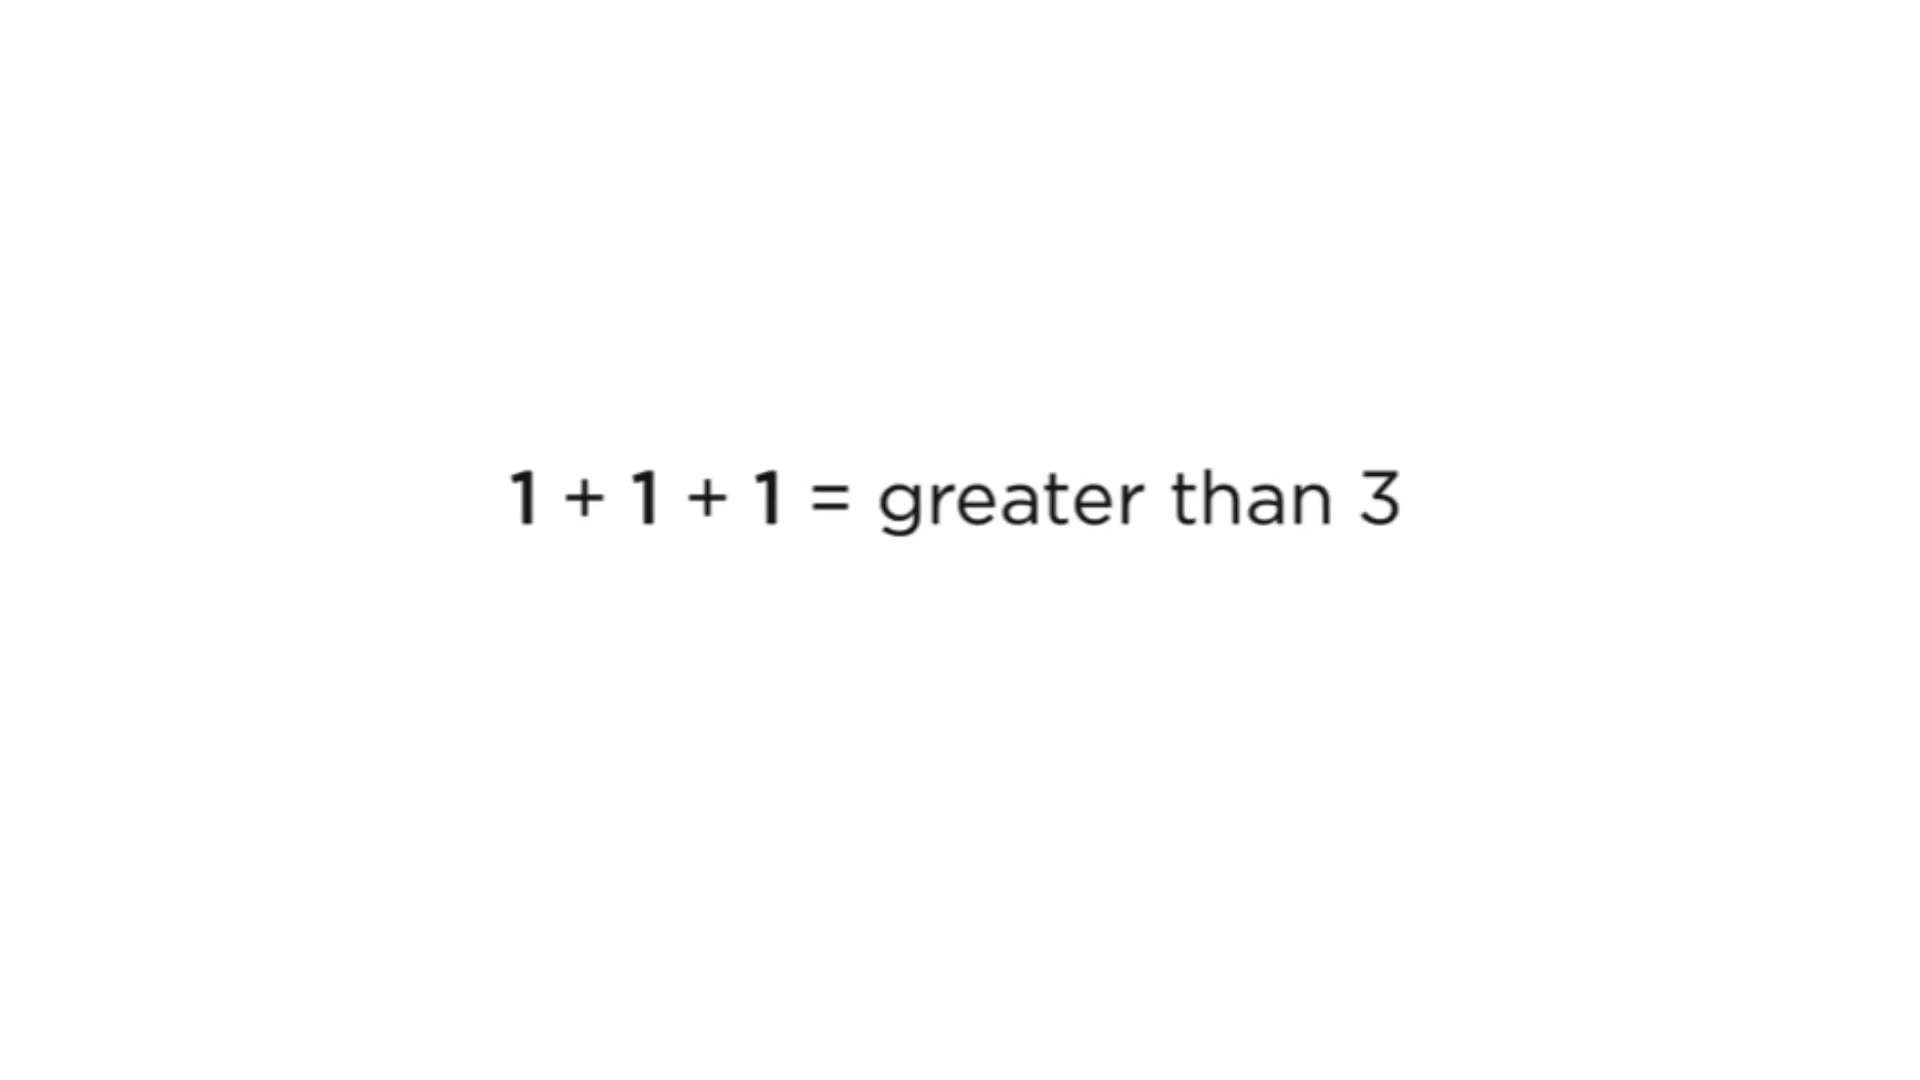 1 + 1 + 1 = greater than 3